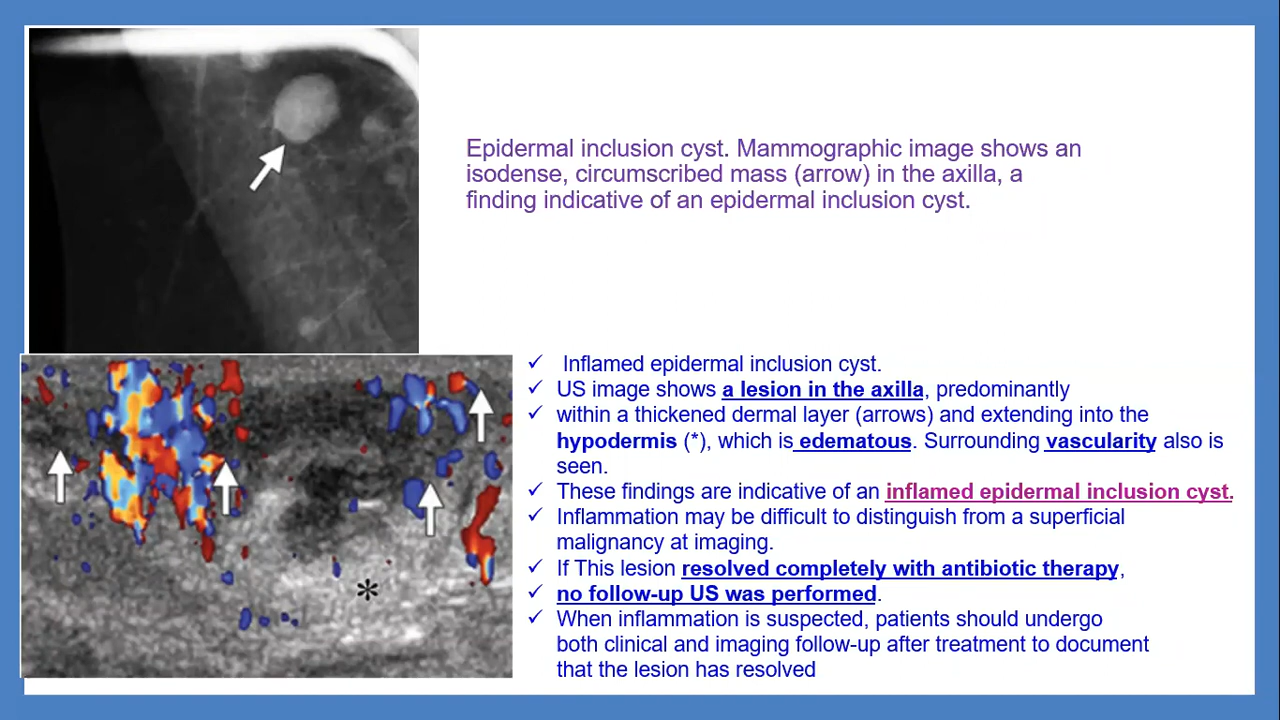 Epidermal inclusion cyst. Mammographic image shows an
isodense, circumscribed mass (arrow) in the axilla, a
finding indicative of an epidermal inclusion cyst.
✓ Inflamed epidermal inclusion cyst.
✓ US image shows a lesion in the axilla, predominantly
✓ within a thickened dermal layer (arrows) and extending into the
hypodermis (*), which is edematous. Surrounding vascularity also is
seen.
✓ These findings are indicative of an inflamed epidermal inclusion cyst.
✓ Inflammation may be difficult to distinguish from a superficial
malignancy at imaging.
✓ If This lesion resolved completely with antibiotic therapy,
✓ no follow-up US was performed.
✓ When inflammation is suspected, patients should undergo
both clinical and imaging follow-up after treatment to document
that the lesion has resolved
*